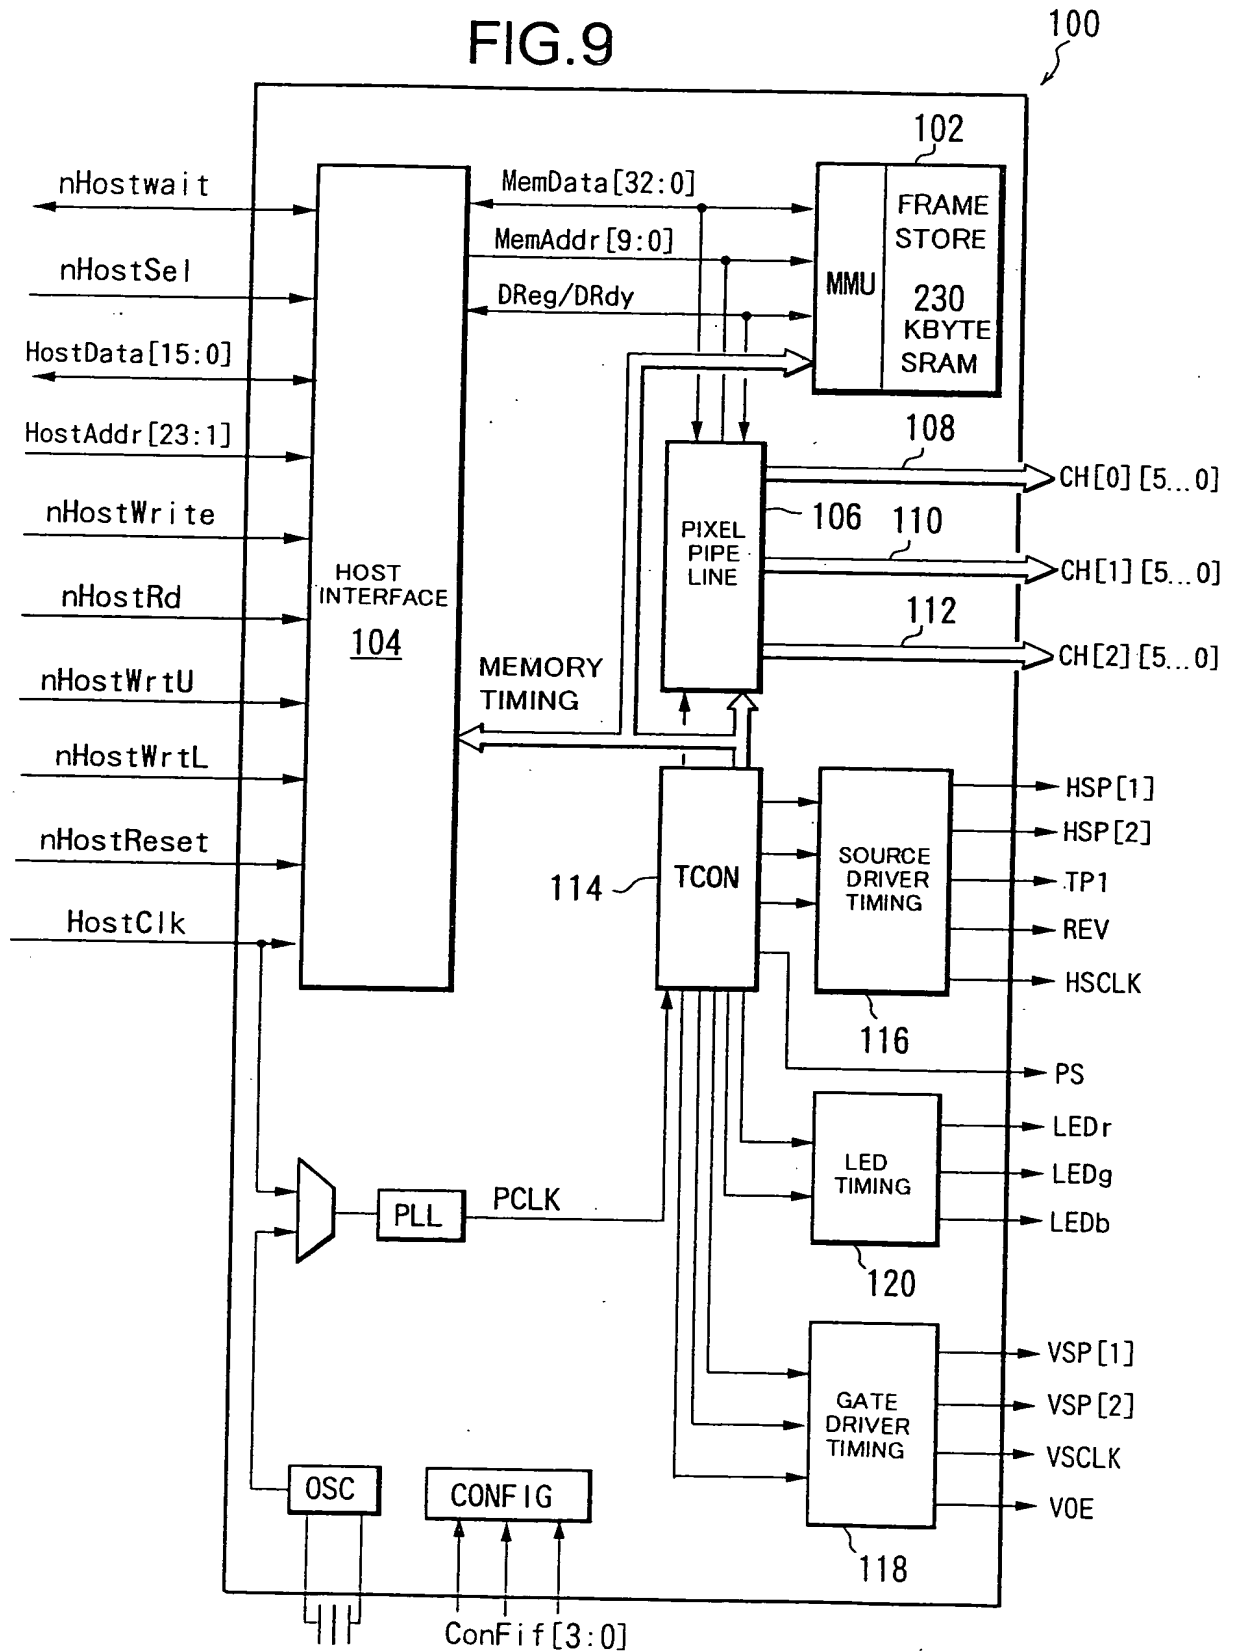 FIG.9
100
102
nHostwait
MemData[32:0]
FRAME
STORE
MemAddr[9:0]
nHostSel
MMU
230
KBYTE
SRAM
DReg/DRdy
HostData[15:0]
108
HostAddr[23:1]
CH[0][5...0]
106
110
nHostWrite
PIXEL
PIPE
LINE
CH[1][5...0]
HOST
INTERFACE
104
nHostRd
112
MEMORY
TIMING
CH[2][5...0]
nHostWrtU
nHostWrtL
HSP[1]
HSP[2]
nHostReset
114
TCON
SOURCE
DRIVER
TIMING
TP1
HostClk
REV
HSCLK
116
PS
LEDr
LED
TIMING
LEDg
PLL
PCLK
LEDb
120
VSP[1]
GATE
DRIVER
TIMING
VSP[2]
VSCLK
OSC
CONFIG
VOE
118
ConFif[3:0]